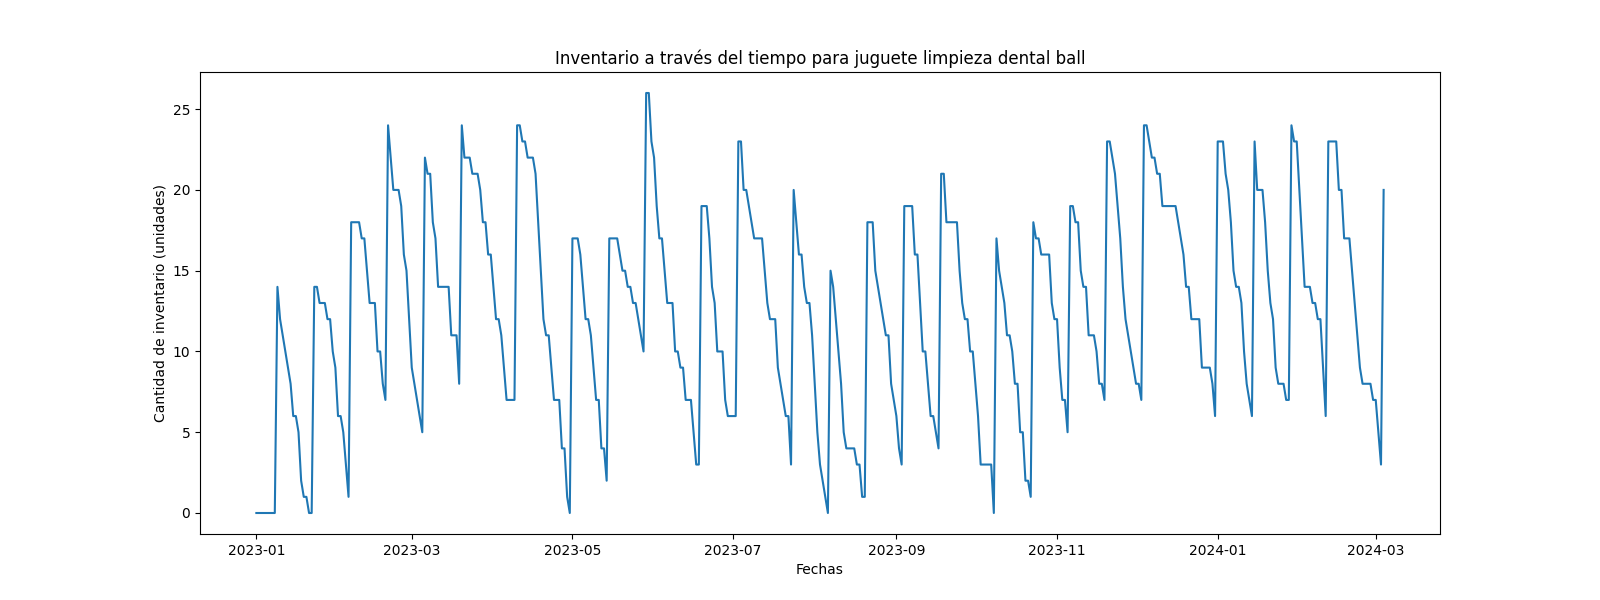 Inventario a través del tiempo para juguete limpieza dental ball
Cantidad de inventario (unidades)
25
20
15
10
5
0
2023-01 2023-03 2023-05 2023-07 2023-09 2023-11 2024-01 2024-03
Fechas